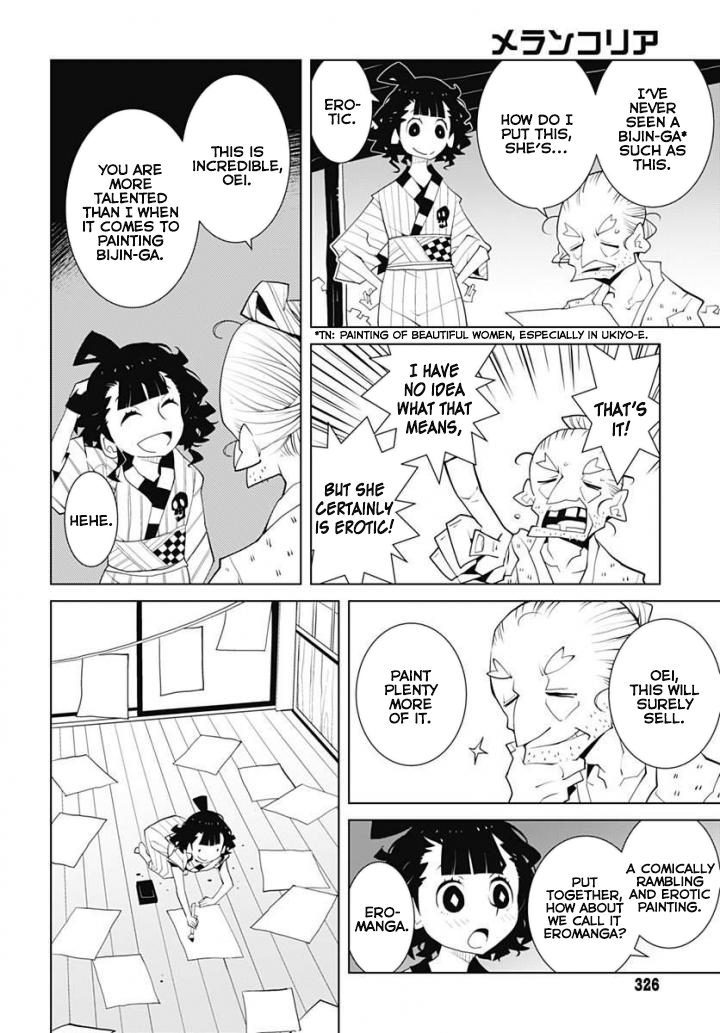 メランコリア
I'VE
NEVER
SEEN A
BIJIN-GA*
SUCH AS
THIS.
HOW DO I
PUT THIS,
SHE'S...
ERO-
TIC.
*TN: PAINTING OF BEAUTIFUL WOMEN, ESPECIALLY IN UKIYO-E.
THAT'S
IT!
I HAVE
NO IDEA
WHAT THAT
MEANS,
BUT SHE
CERTAINLY
IS EROTIC!
THIS IS
INCREDIBLE,
OEI.
YOU ARE
MORE
TALENTED
THAN I WHEN
IT COMES TO
PAINTING
BIJIN-GA.
HEHE.
OEI,
THIS WILL
SURELY
SELL.
PAINT
PLENTY
MORE
OF IT.
A COMICALLY
RAMBLING
AND EROTIC
PAINTING.
PUT
TOGETHER,
HOW ABOUT
WE CALL IT
EROMANGA?
ERO-
MANGA.
326